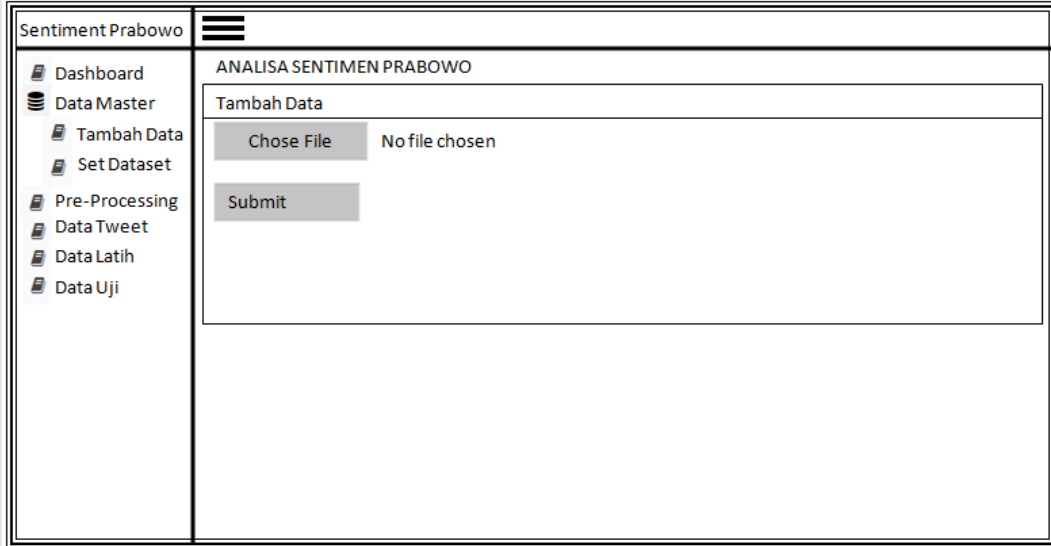 Sentiment Prabowo
Dashboard
Data Master
Tambah Data
Set Dataset
Pre-Processing
Data Tweet
Data Latih
Data Uji
ANALISA SENTIMEN PRABOWO
Tambah Data
Chose File No file chosen
Submit